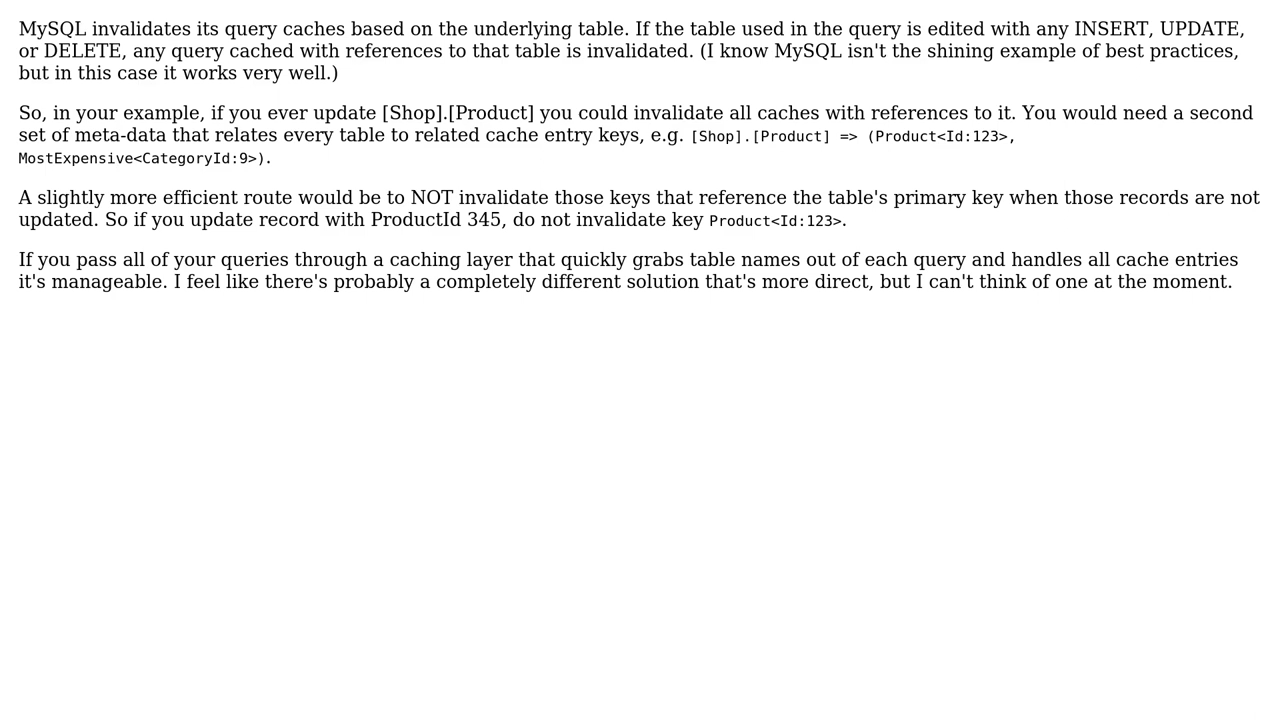 MySQL invalidates its query caches based on the underlying table. If the table used in the query is edited with any INSERT, UPDATE,
or DELETE, any query cached with references to that table is invalidated. (I know MySQL isn't the shining example of best practices,
but in this case it works very well.)
So, in your example, if you ever update [Shop].[Product] you could invalidate all caches with references to it. You would need a second
set of meta-data that relates every table to related cache entry keys, e.g. [Shop].[Product] => (Product<Id:123>,
MostExpensive<CategoryId:9>).
A slightly more efficient route would be to NOT invalidate those keys that reference the table's primary key when those records are not
updated. So if you update record with ProductId 345, do not invalidate key Product<Id:123>.
If you pass all of your queries through a caching layer that quickly grabs table names out of each query and handles all cache entries
it's manageable. I feel like there's probably a completely different solution that's more direct, but I can't think of one at the moment.